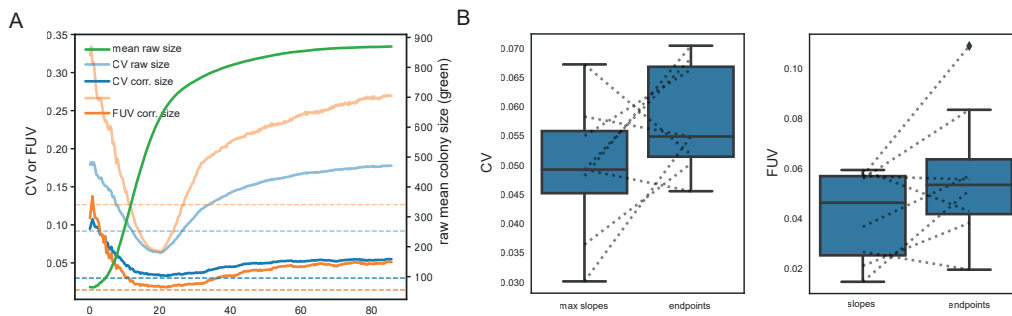 A
B
CV or FUV
0.35
0.30
0.25
0.20
0.15
0.10
0.05
mean raw size
CV raw size
CV corr. size
FUV corr. size
0
20
40
60
80
900
800
700
600
500
400
300
200
100
raw mean colony size (green)
CV
0.070
0.065
0.060
0.055
0.050
0.045
0.040
0.035
0.030
max slopes
endpoints
FUV
0.10
0.08
0.06
0.04
0.02
slopes
endpoints